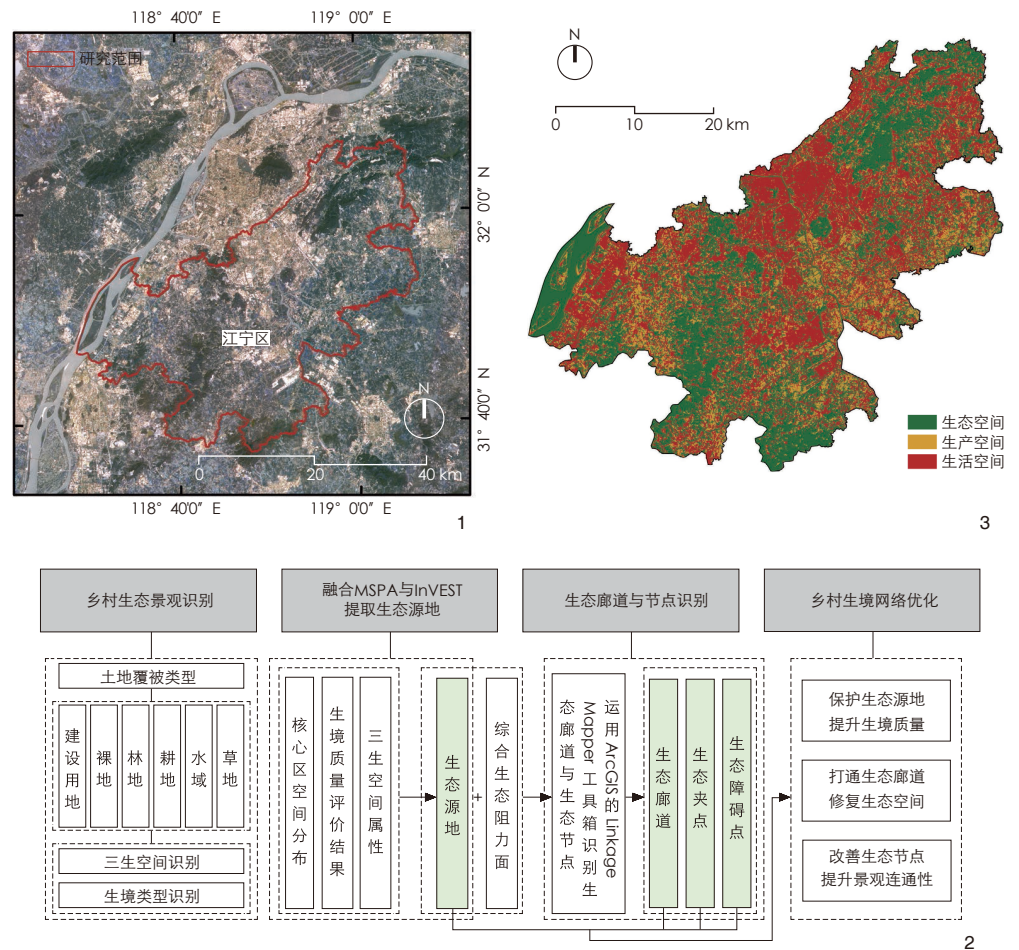 118° 40′0″ E
119° 0′0″ E
研究范围
江宁区
32° 0′0″ N
31° 40′0″ N
N
0
20
40 km
118° 40′0″ E
119° 0′0″ E
1
N
0
10
20 km
生态空间
生产空间
生活空间
3
乡村生态景观识别
土地覆被类型
建设用地
裸地
林地
耕地
水域
草地
三生空间识别
生境类型识别
融合MSPA与InVEST
提取生态源地
核心区空间分布
生境质量评价结果
三生空间属性
生态源地
+
综合生态阻力面
生态廊道与节点识别
运用ArcGIS的Linkage
Mapper工具箱识别生
态廊道与生态节点
生态廊道
生态夹点
生态障碍点
乡村生境网络优化
保护生态源地
提升生境质量
打通生态廊道
修复生态空间
改善生态节点
提升景观连通性
2